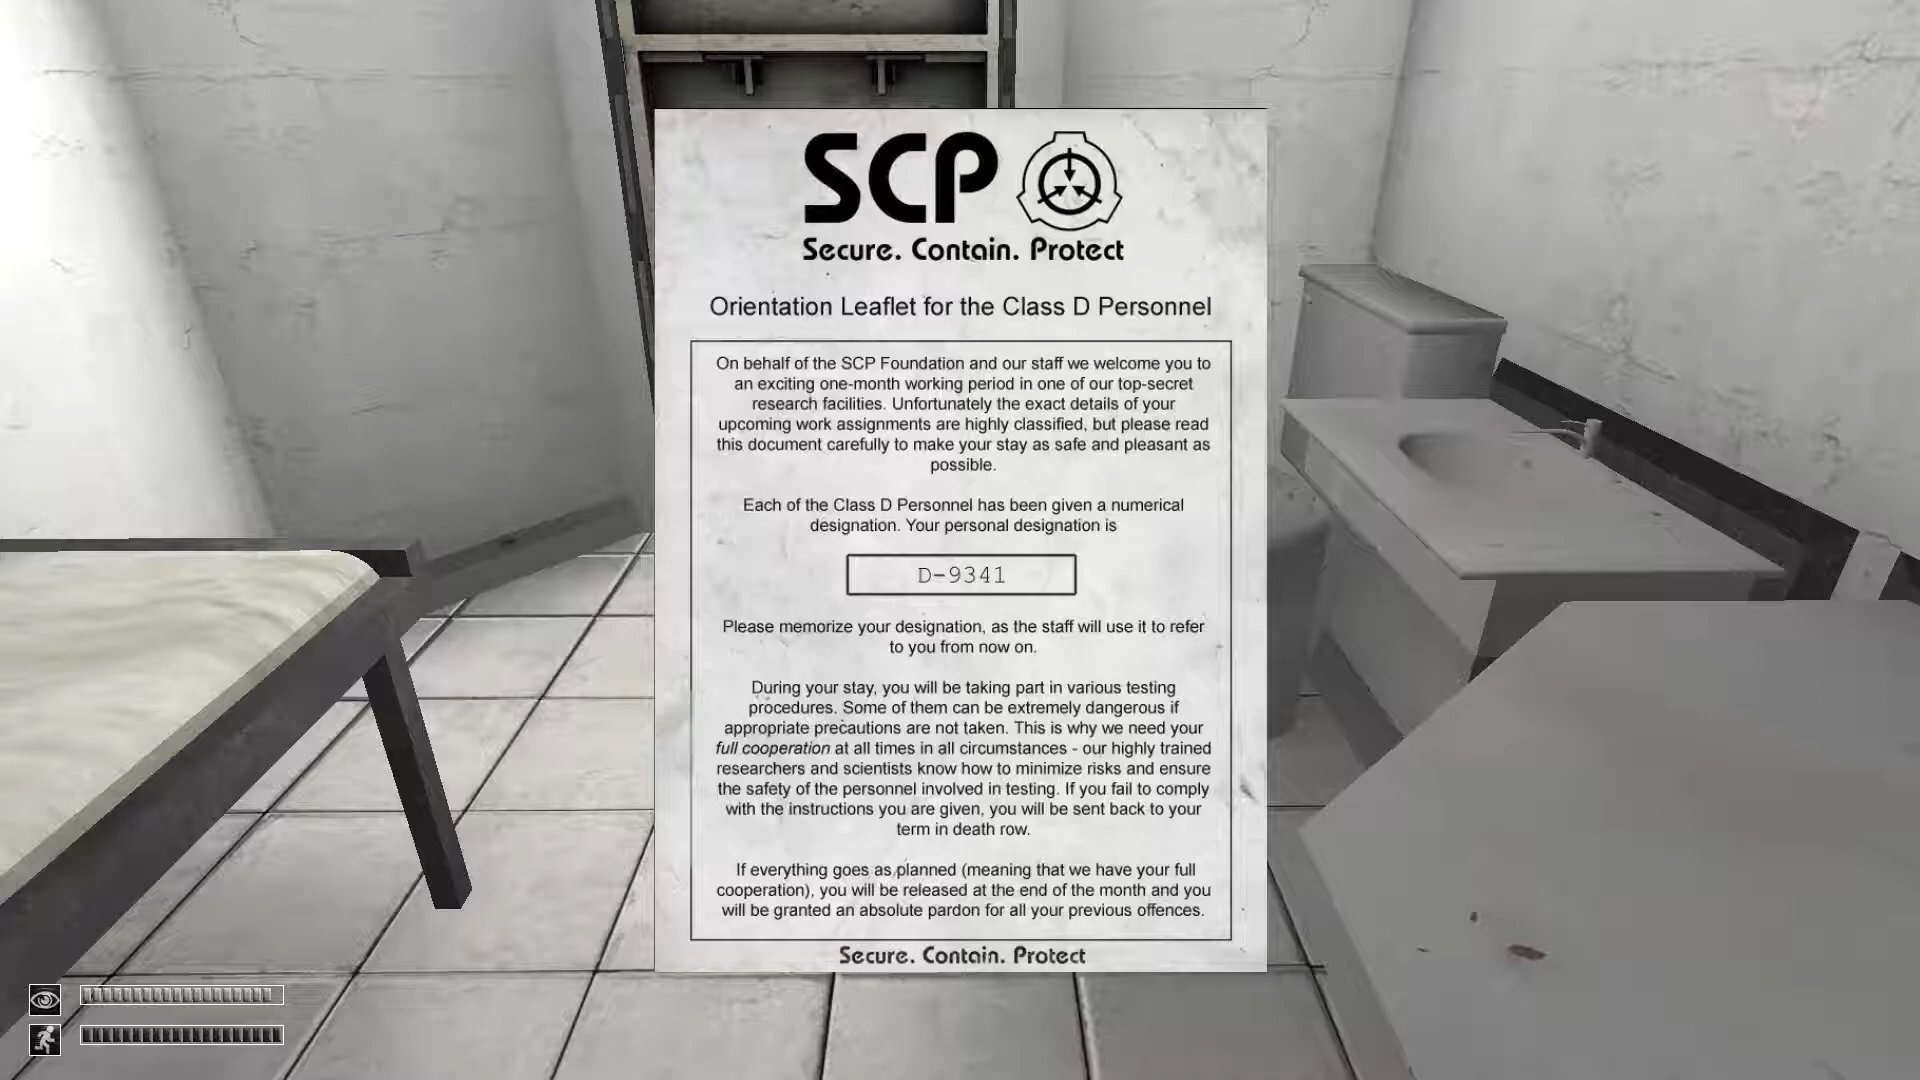 SCP
Secure. Contain. Protect
Orientation Leaflet for the Class D Personnel
On behalf of the SCP Foundation and our staff we welcome you to
an exciting one-month working period in one of our top-secret
research facilities. Unfortunately the exact details of your
upcoming work assignments are highly classified, but please read
this document carefully to make your stay as safe and pleasant as
possible.
Each of the Class D Personnel has been given a numerical
designation. Your personal designation is
D-9341
Please memorize your designation, as the staff will use it to refer
to you from now on.
During your stay, you will be taking part in various testing
procedures. Some of them can be extremely dangerous if
appropriate precautions are not taken. This is why we need your
full cooperation at all times in all circumstances - our highly trained
researchers and scientists know how to minimize risks and ensure
the safety of the personnel involved in testing. If you fail to comply
with the instructions you are given, you will be sent back to your
term in death row.
If everything goes as planned (meaning that we have your full
cooperation), you will be released at the end of the month and you
will be granted an absolute pardon for all your previous offences.
Secure. Contain. Protect